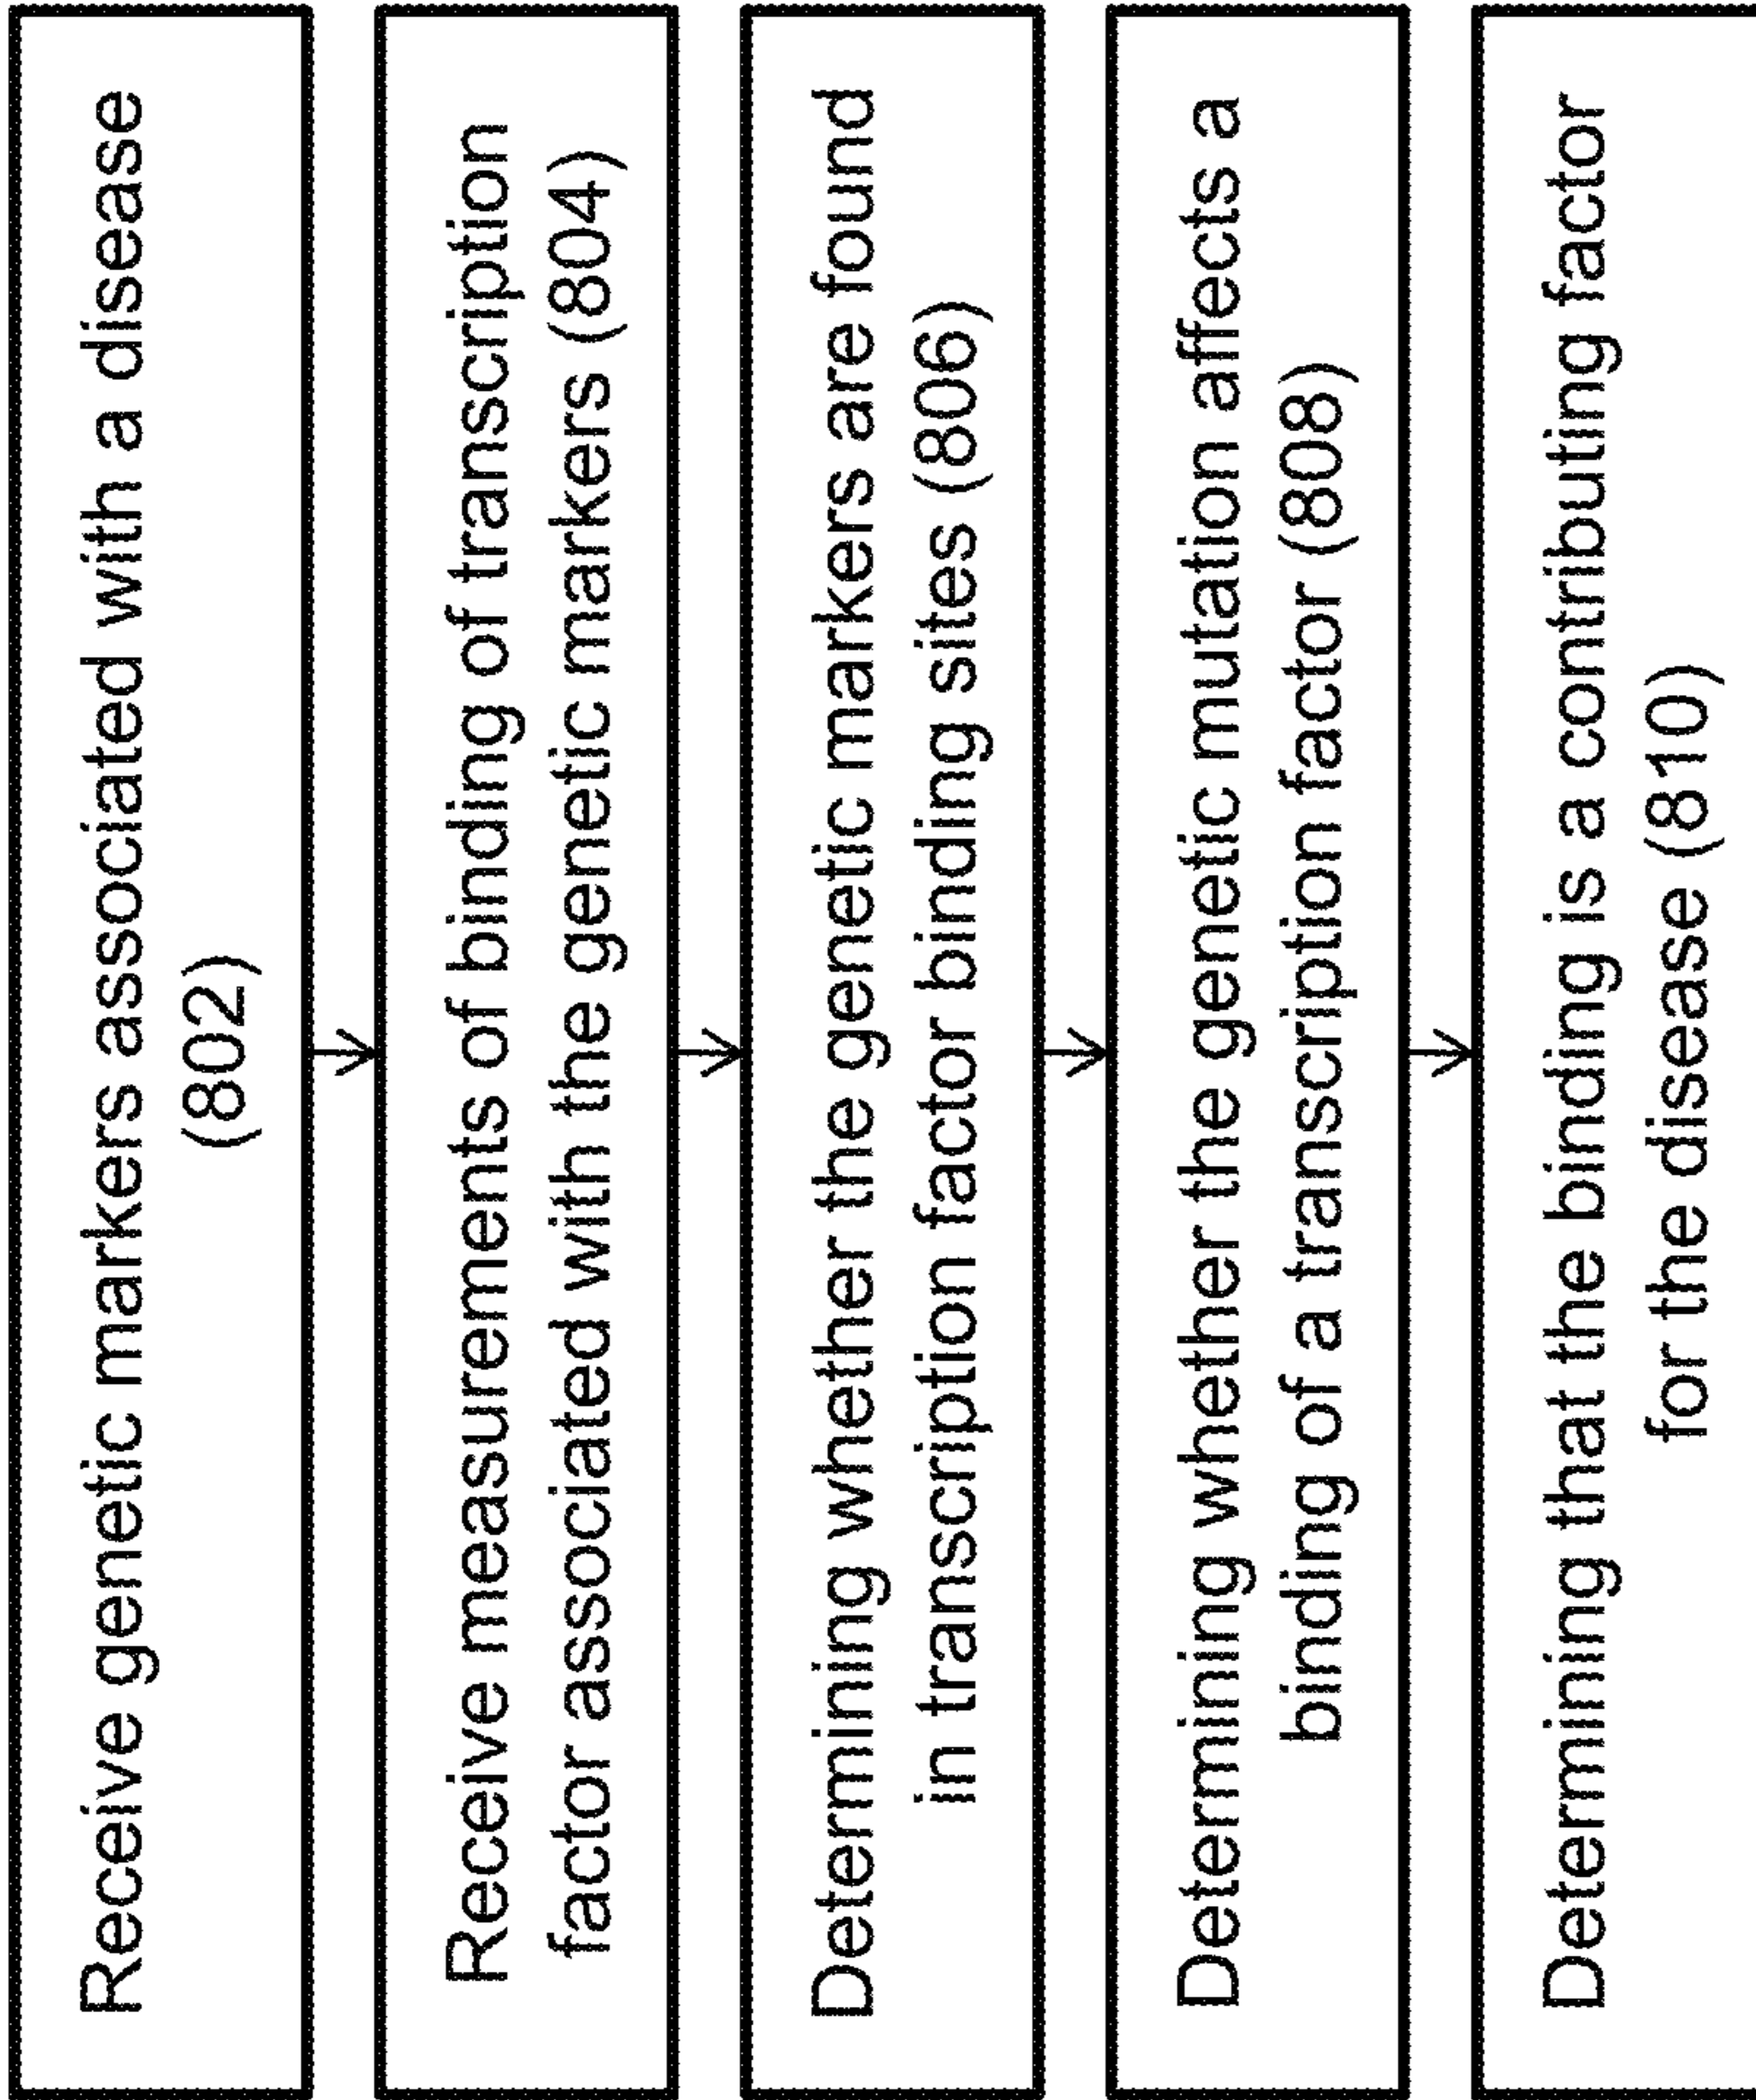 Receive genetic markers associated with a disease
(802)
Receive measurements of binding of transcription
factor associated with the genetic markers (804)
Determining whether the genetic markers are found
in transcription factor binding sites (806)
Determining whether the genetic mutation affects a
binding of a transcription factor (808)
Determining that the binding is a contributing factor
for the disease (810)